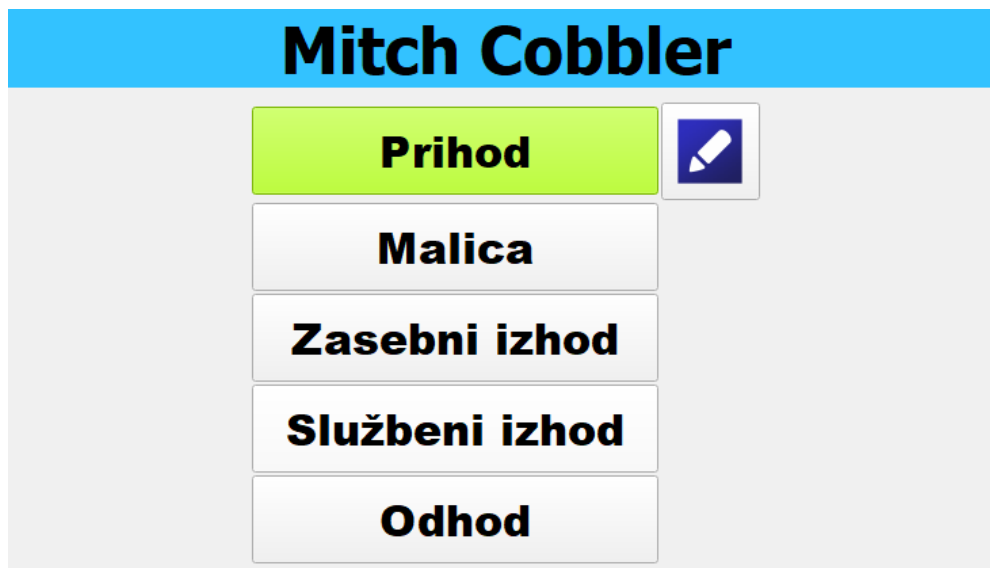 Mitch Cobbler
Prihod
Malica
Zasebni izhod
Službeni izhod
Odhod